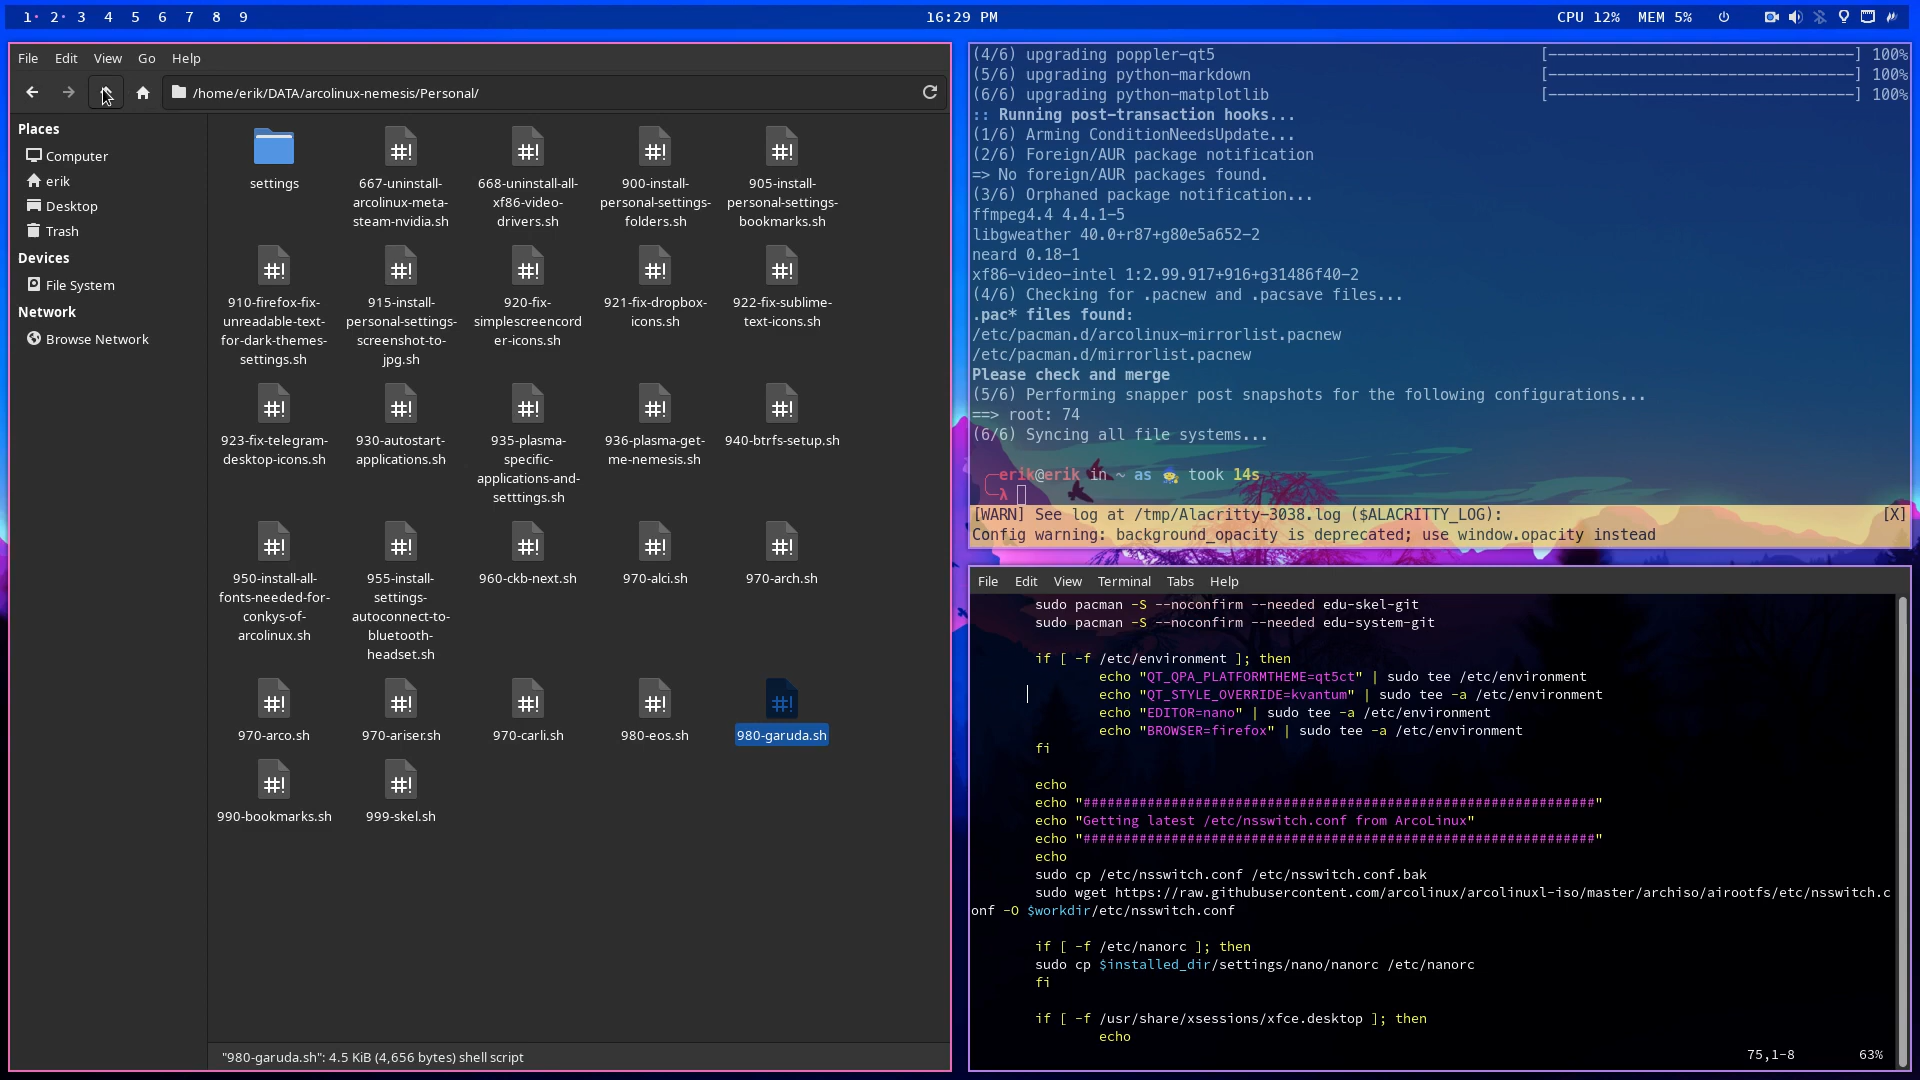 1 2 3 4 5 6 7 8 9
16:29 PM
CPU 12% MEM 5%
File Edit View Go Help
/home/erik/DATA/arcolinux-nemesis/Personal/
Places
Computer
erik
Desktop
Trash
Devices
File System
Network
Browse Network
settings
667-uninstall-
arcolinux-meta-
steam-nvidia.sh
668-uninstall-all-
xf86-video-
drivers.sh
900-install-
personal-settings-
folders.sh
905-install-
personal-settings-
bookmarks.sh
910-firefox-fix-
unreadable-text-
for-dark-themes-
settings.sh
915-install-
personal-settings-
screenshot-to-
jpg.sh
920-fix-
simplescreenrecord
er-icons.sh
921-fix-dropbox-
icons.sh
922-fix-sublime-
text-icons.sh
923-fix-telegram-
desktop-icons.sh
930-autostart-
applications.sh
935-plasma-
specific-
applications-and-
setttings.sh
936-plasma-get-
me-nemesis.sh
940-btrfs-setup.sh
950-install-all-
fonts-needed-for-
conkys-of-
arcolinux.sh
955-install-
settings-
autoconnect-to-
bluetooth-
headset.sh
960-ckb-next.sh
970-alci.sh
970-arch.sh
970-arco.sh
970-ariser.sh
970-carli.sh
980-eos.sh
980-garuda.sh
990-bookmarks.sh
999-skel.sh
"980-garuda.sh": 4.5 KiB (4,656 bytes) shell script
(4/6) upgrading poppler-qt5 [----------------------------------] 100%
(5/6) upgrading python-markdown [----------------------------------] 100%
(6/6) upgrading python-matplotlib [----------------------------------] 100%
:: Running post-transaction hooks...
(1/6) Arming ConditionNeedsUpdate...
(2/6) Foreign/AUR package notification
=> No foreign/AUR packages found.
(3/6) Orphaned package notification...
ffmpeg4.4 4.4.1-5
libgweather 40.0+r87+g80e5a652-2
neard 0.18-1
xf86-video-intel 1:2.99.917+916+g31486f40-2
(4/6) Checking for .pacnew and .pacsave files...
.pac* files found:
/etc/pacman.d/arcolinux-mirrorlist.pacnew
/etc/pacman.d/mirrorlist.pacnew
Please check and merge
(5/6) Performing snapper post snapshots for the following configurations...
==> root: 74
(6/6) Syncing all file systems...
erik@erik in ~ as 🧙 took 14s
λ
[WARN] See log at /tmp/Alacritty-3038.log ($ALACRITTY_LOG): [X]
Config warning: background_opacity is deprecated; use window.opacity instead
File Edit View Terminal Tabs Help
sudo pacman -S --noconfirm --needed edu-skel-git
sudo pacman -S --noconfirm --needed edu-system-git
if [ -f /etc/environment ]; then
echo "QT_QPA_PLATFORMTHEME=qt5ct" | sudo tee /etc/environment
echo "QT_STYLE_OVERRIDE=kvantum" | sudo tee -a /etc/environment
echo "EDITOR=nano" | sudo tee -a /etc/environment
echo "BROWSER=firefox" | sudo tee -a /etc/environment
fi
echo
echo "################################################################"
echo "Getting latest /etc/nsswitch.conf from ArcoLinux"
echo "################################################################"
echo
sudo cp /etc/nsswitch.conf /etc/nsswitch.conf.bak
sudo wget https://raw.githubusercontent.com/arcolinux/arcolinuxl-iso/master/archiso/airootfs/etc/nsswitch.c
onf -O $workdir/etc/nsswitch.conf
if [ -f /etc/nanorc ]; then
sudo cp $installed_dir/settings/nano/nanorc /etc/nanorc
fi
if [ -f /usr/share/xsessions/xfce.desktop ]; then
echo
75,1-8 63%